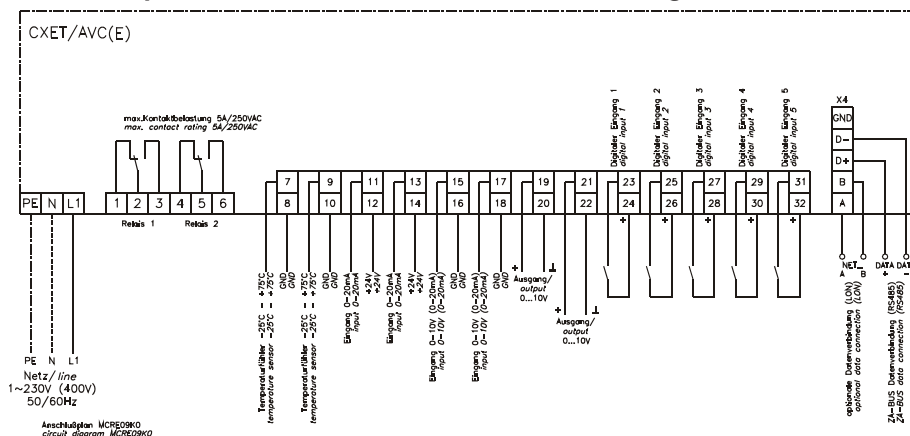 CXET/AVC(E)
max.Kontaktbelastung 5A/250VAC
max. contact rating 5A/250VAC
PE N L1
1 2 3 4 5 6
Relais 1 Relais 2
7 9 11 13 15 17 19 21 23 25 27 29 31
8 10 12 14 16 18 20 22 24 26 28 30 32
Digitaler Eingang 1
digital input 1
Digitaler Eingang 2
digital input 2
Digitaler Eingang 3
digital input 3
Digitaler Eingang 4
digital input 4
Digitaler Eingang 5
digital input 5
X4
GND
D-
D+
B
A
+ + + + +
Temperaturfühler -25°C - +75°C
temperature sensor -25°C - +75°C
GND
GND
Temperaturfühler -25°C - +75°C
temperature sensor -25°C - +75°C
GND
GND
Eingang 0-20mA
input 0-20mA
+24V
+24V
Eingang 0-20mA
input 0-20mA
+24V
+24V
Eingang 0-10V (0-20mA)
input 0-10V (0-20mA)
GND
GND
Eingang 0-10V (0-20mA)
input 0-10V (0-20mA)
GND
GND
+ ⊥
Ausgang/
output
0...10V
+ ⊥
Ausgang/
output
0...10V
NET_
A B
optionale Datenverbindung (LON)
optional data connection (LON)
DATA DAT
+ -
ZA-BUS Datenverbindung (RS485)
ZA-BUS data connection (RS485)
PE N L1
Netz/line
1~230V (400V)
50/60Hz
Anschlußplan MCRE09K0
circuit diagram MCRE09K0